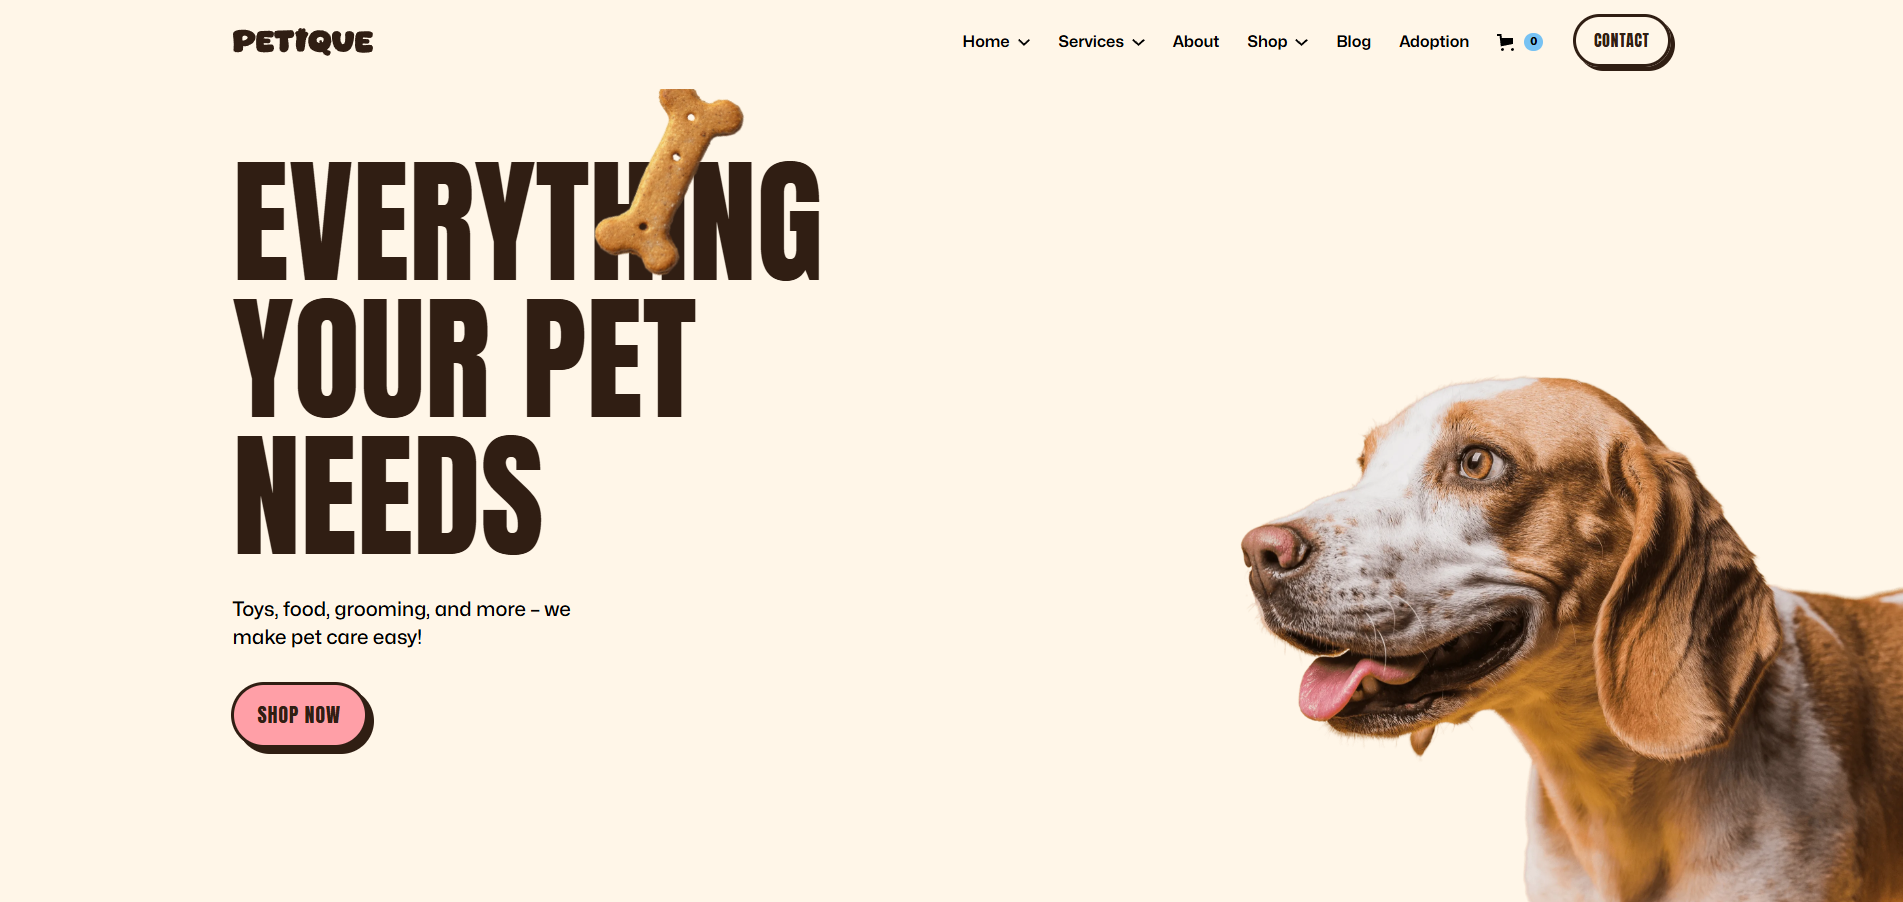 PETIQUE
Home Services About Shop Blog Adoption 0 CONTACT
EVERYTHING
YOUR PET
NEEDS
Toys, food, grooming, and more – we
make pet care easy!
SHOP NOW